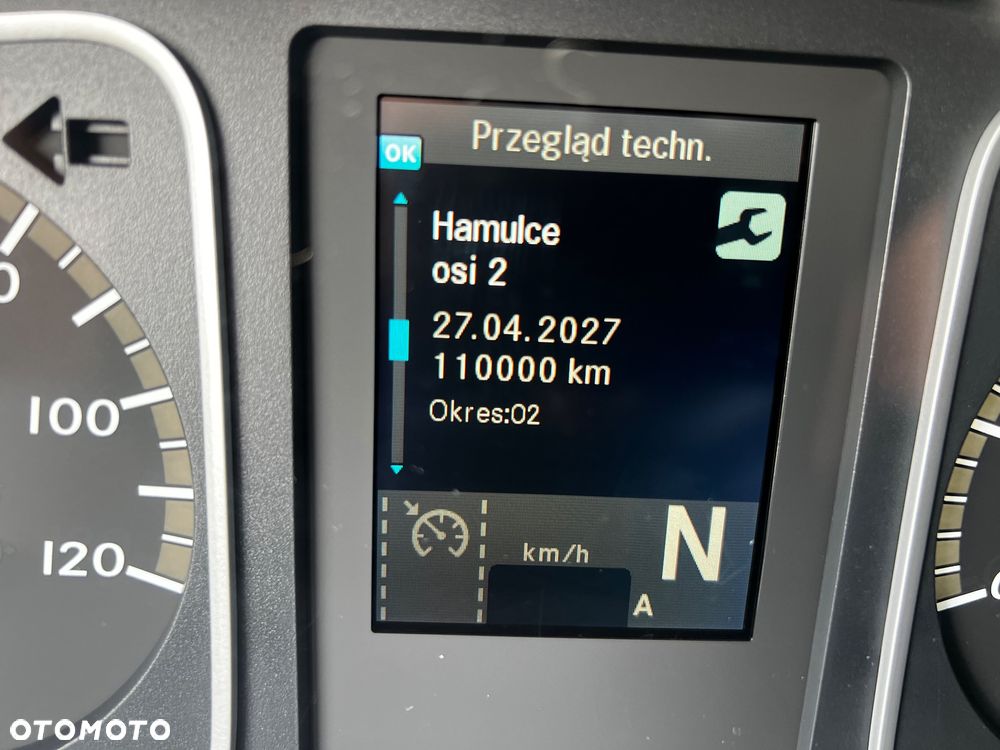 Przegląd techn.
OK
Hamulce
osi 2
27.04.2027
110000 km
Okres:02
km/h
N
A
100
120
OTOMOTO